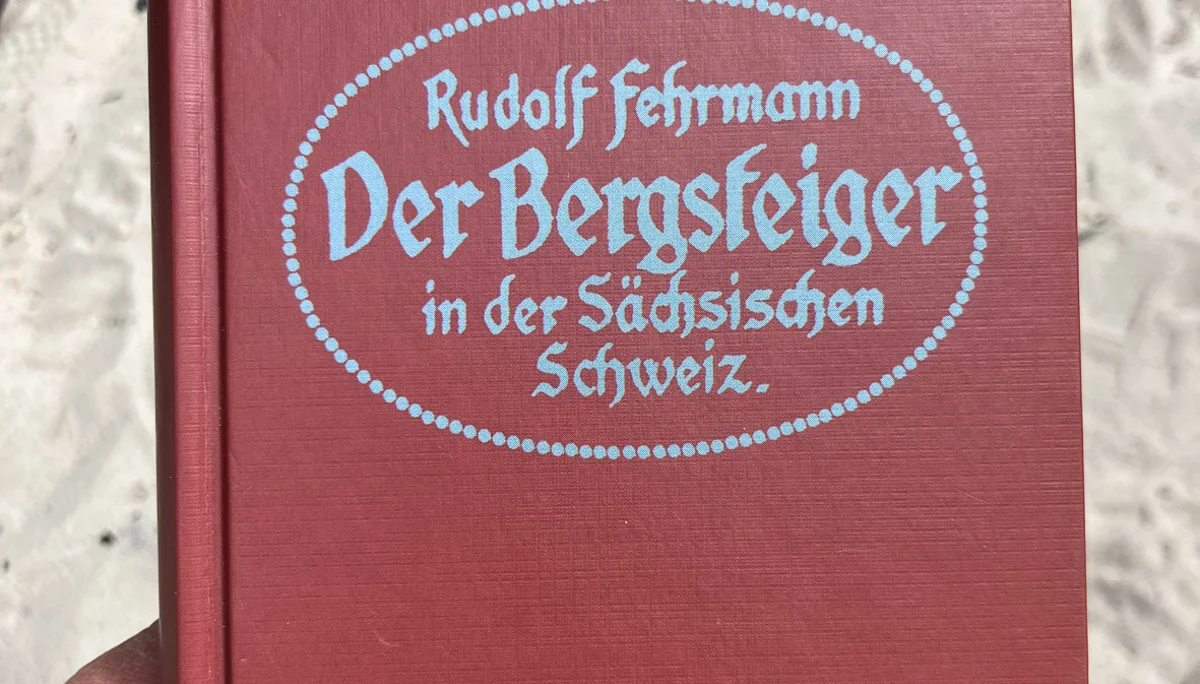 Rudolf Fehrmann
Der Bergsteiger
in der Sächsischen
Schweiz.